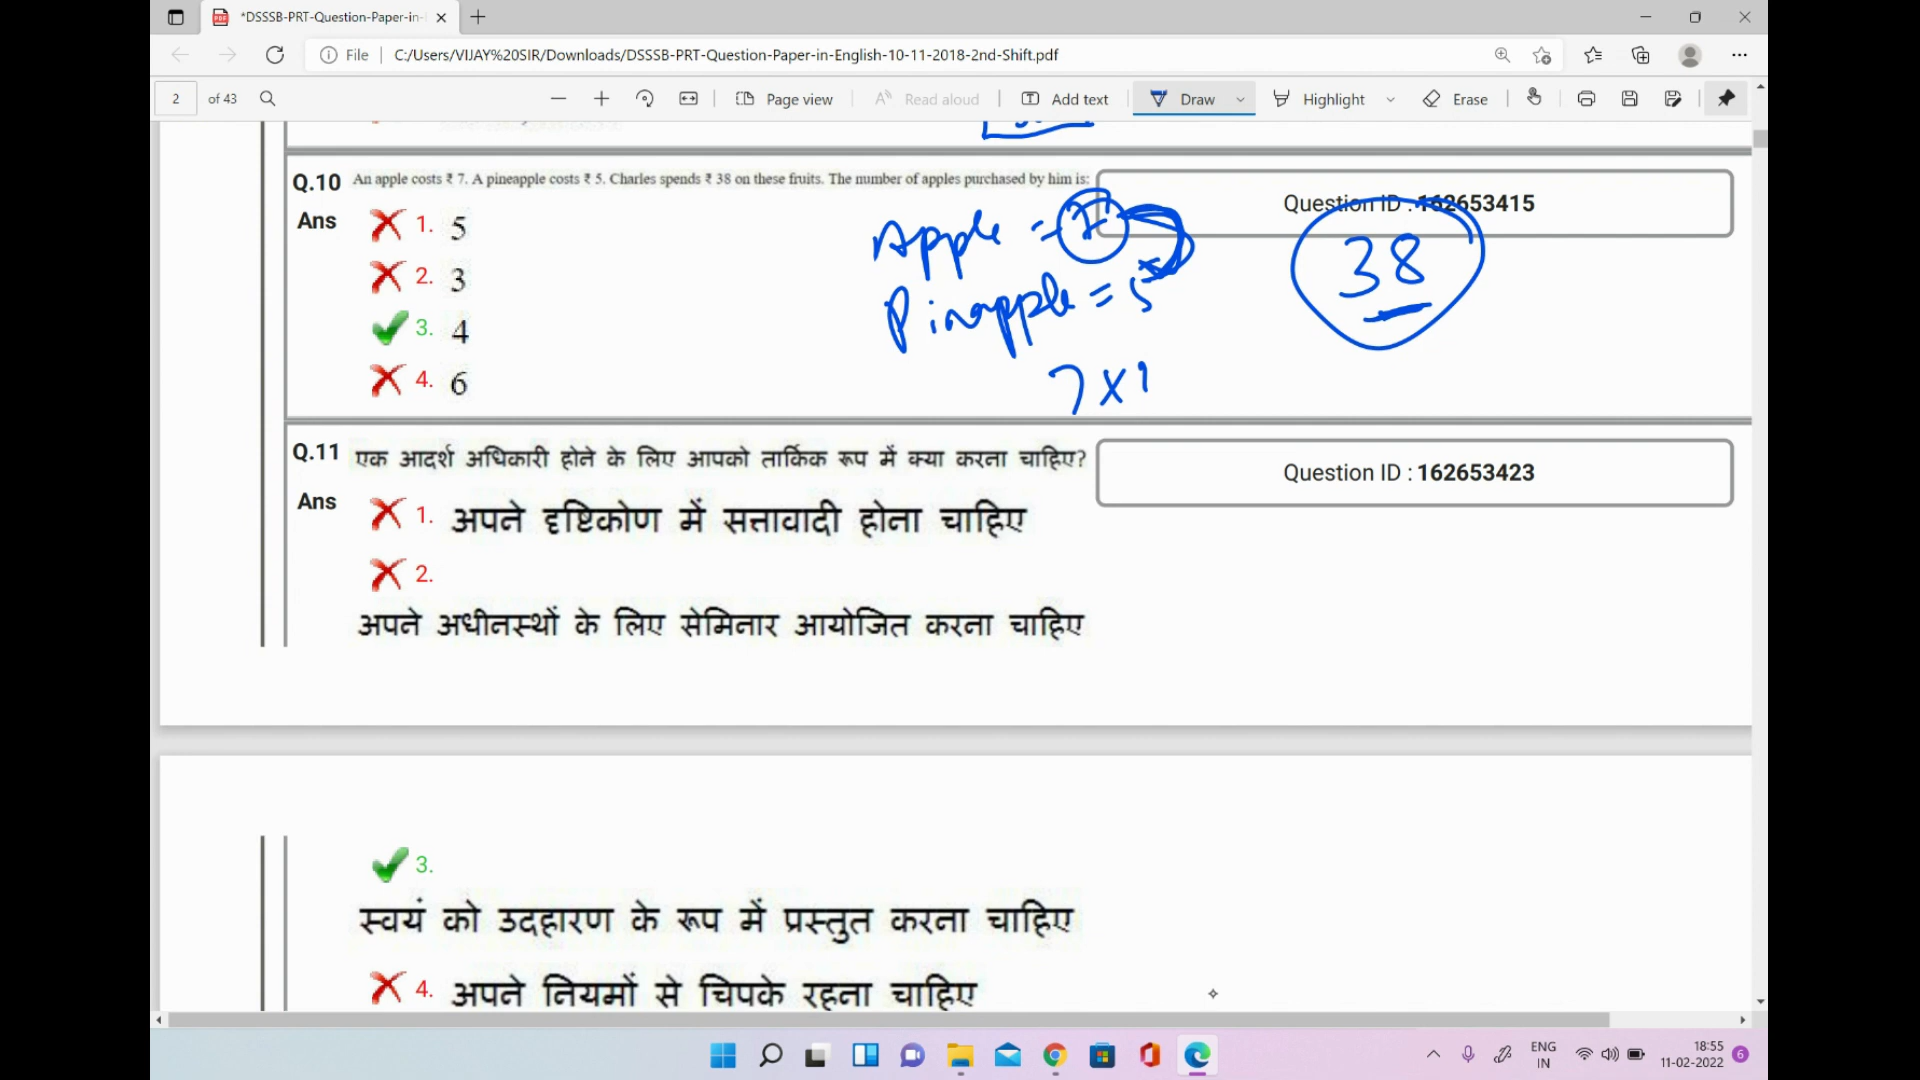 *DSSSB-PRT-Question-Paper-in-
File C:/Users/VIJAY%20SIR/Downloads/DSSSB-PRT-Question-Paper-in-English-10-11-2018-2nd-Shift.pdf
2 of 43 Page view Read aloud Add text Draw Highlight Erase
Q.10 An apple costs ₹ 7. A pineapple costs ₹ 5. Charles spends ₹ 38 on these fruits. The number of apples purchased by him is:
Question ID : 162653415
Ans 1. 5
2. 3
3. 4
4. 6
Apple = 7
Pinapple = 5
38
7 x 1
Q.11 एक आदर्श अधिकारी होने के लिए आपको तार्किक रूप में क्या करना चाहिए?
Question ID : 162653423
Ans 1. अपने दृष्टिकोण में सत्तावादी होना चाहिए
2.
अपने अधीनस्थों के लिए सेमिनार आयोजित करना चाहिए
3.
स्वयं को उदहारण के रूप में प्रस्तुत करना चाहिए
4. अपने नियमों से चिपके रहना चाहिए
ENG
IN
18:55
11-02-2022
6